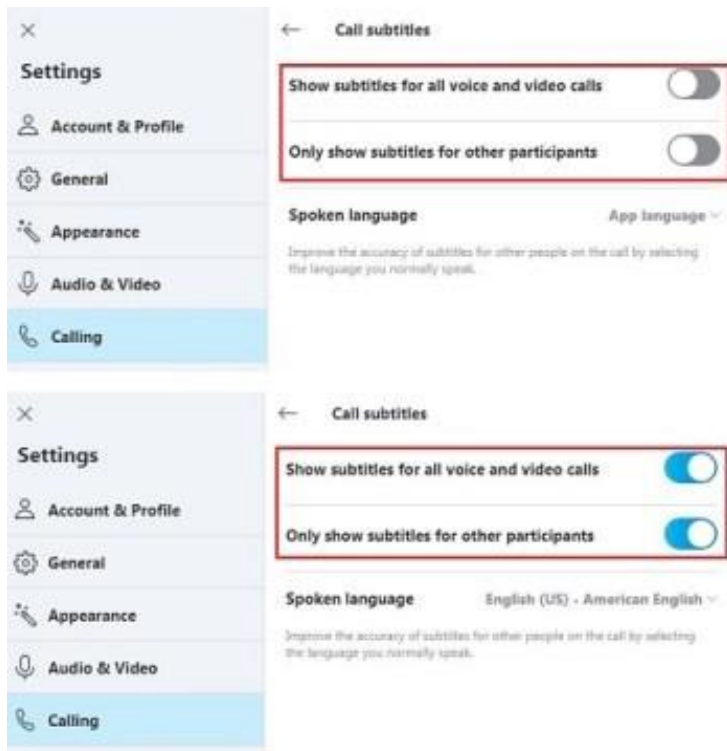 Call subtitles
Settings
Show subtitles for all voice and video calls
Account & Profile
Only show subtitles for other participants
General
Spoken language App language
Appearance
Improve the accuracy of subtitles for other people on the call by selecting
the language you normally speak.
Audio & Video
Calling
Call subtitles
Settings
Show subtitles for all voice and video calls
Account & Profile
Only show subtitles for other participants
General
Spoken language English (US) - American English
Appearance
Improve the accuracy of subtitles for other people on the call by selecting
the language you normally speak.
Audio & Video
Calling